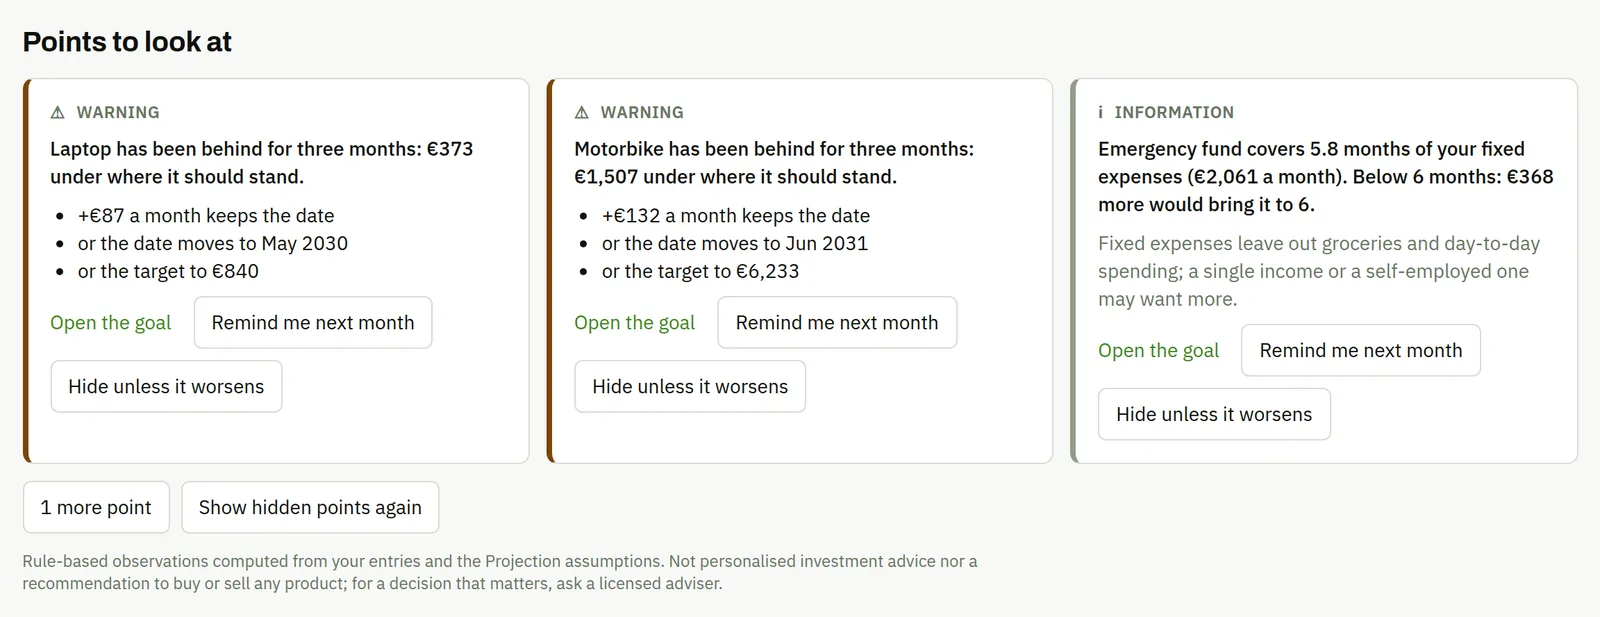 Points to look at
⚠ WARNING
Laptop has been behind for three months: €373
under where it should stand.
• +€87 a month keeps the date
• or the date moves to May 2030
• or the target to €840
Open the goal
Remind me next month
Hide unless it worsens
⚠ WARNING
Motorbike has been behind for three months:
€1,507 under where it should stand.
• +€132 a month keeps the date
• or the date moves to Jun 2031
• or the target to €6,233
Open the goal
Remind me next month
Hide unless it worsens
i INFORMATION
Emergency fund covers 5.8 months of your fixed
expenses (€2,061 a month). Below 6 months: €368
more would bring it to 6.
Fixed expenses leave out groceries and day-to-day
spending; a single income or a self-employed one
may want more.
Open the goal
Remind me next month
Hide unless it worsens
1 more point
Show hidden points again
Rule-based observations computed from your entries and the Projection assumptions. Not personalised investment advice nor a
recommendation to buy or sell any product; for a decision that matters, ask a licensed adviser.